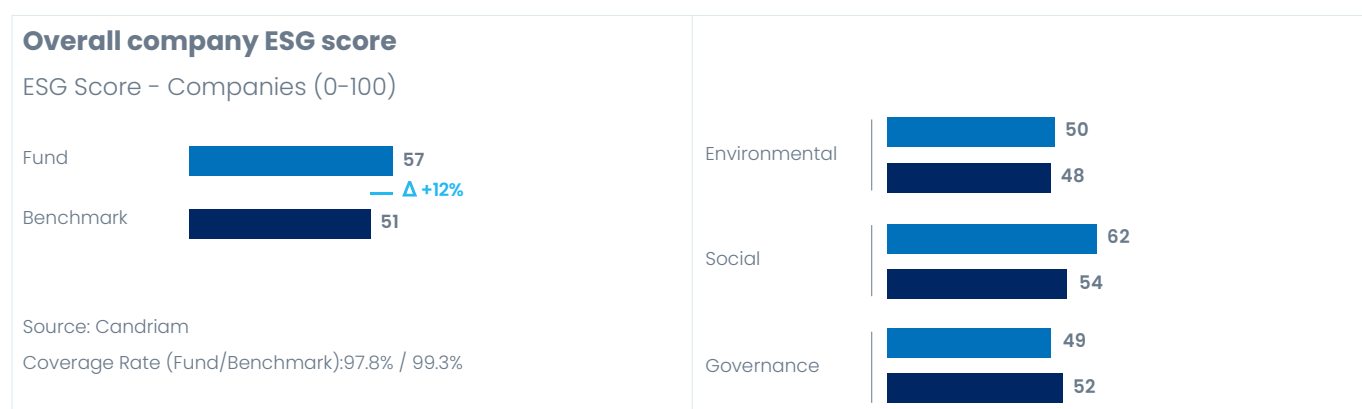 Overall company ESG score
ESG Score - Companies (0-100)
Fund
57
Δ +12%
Benchmark
51
Source: Candriam
Coverage Rate (Fund/Benchmark):97.8% / 99.3%
Environmental
50
48
Social
62
54
Governance
49
52